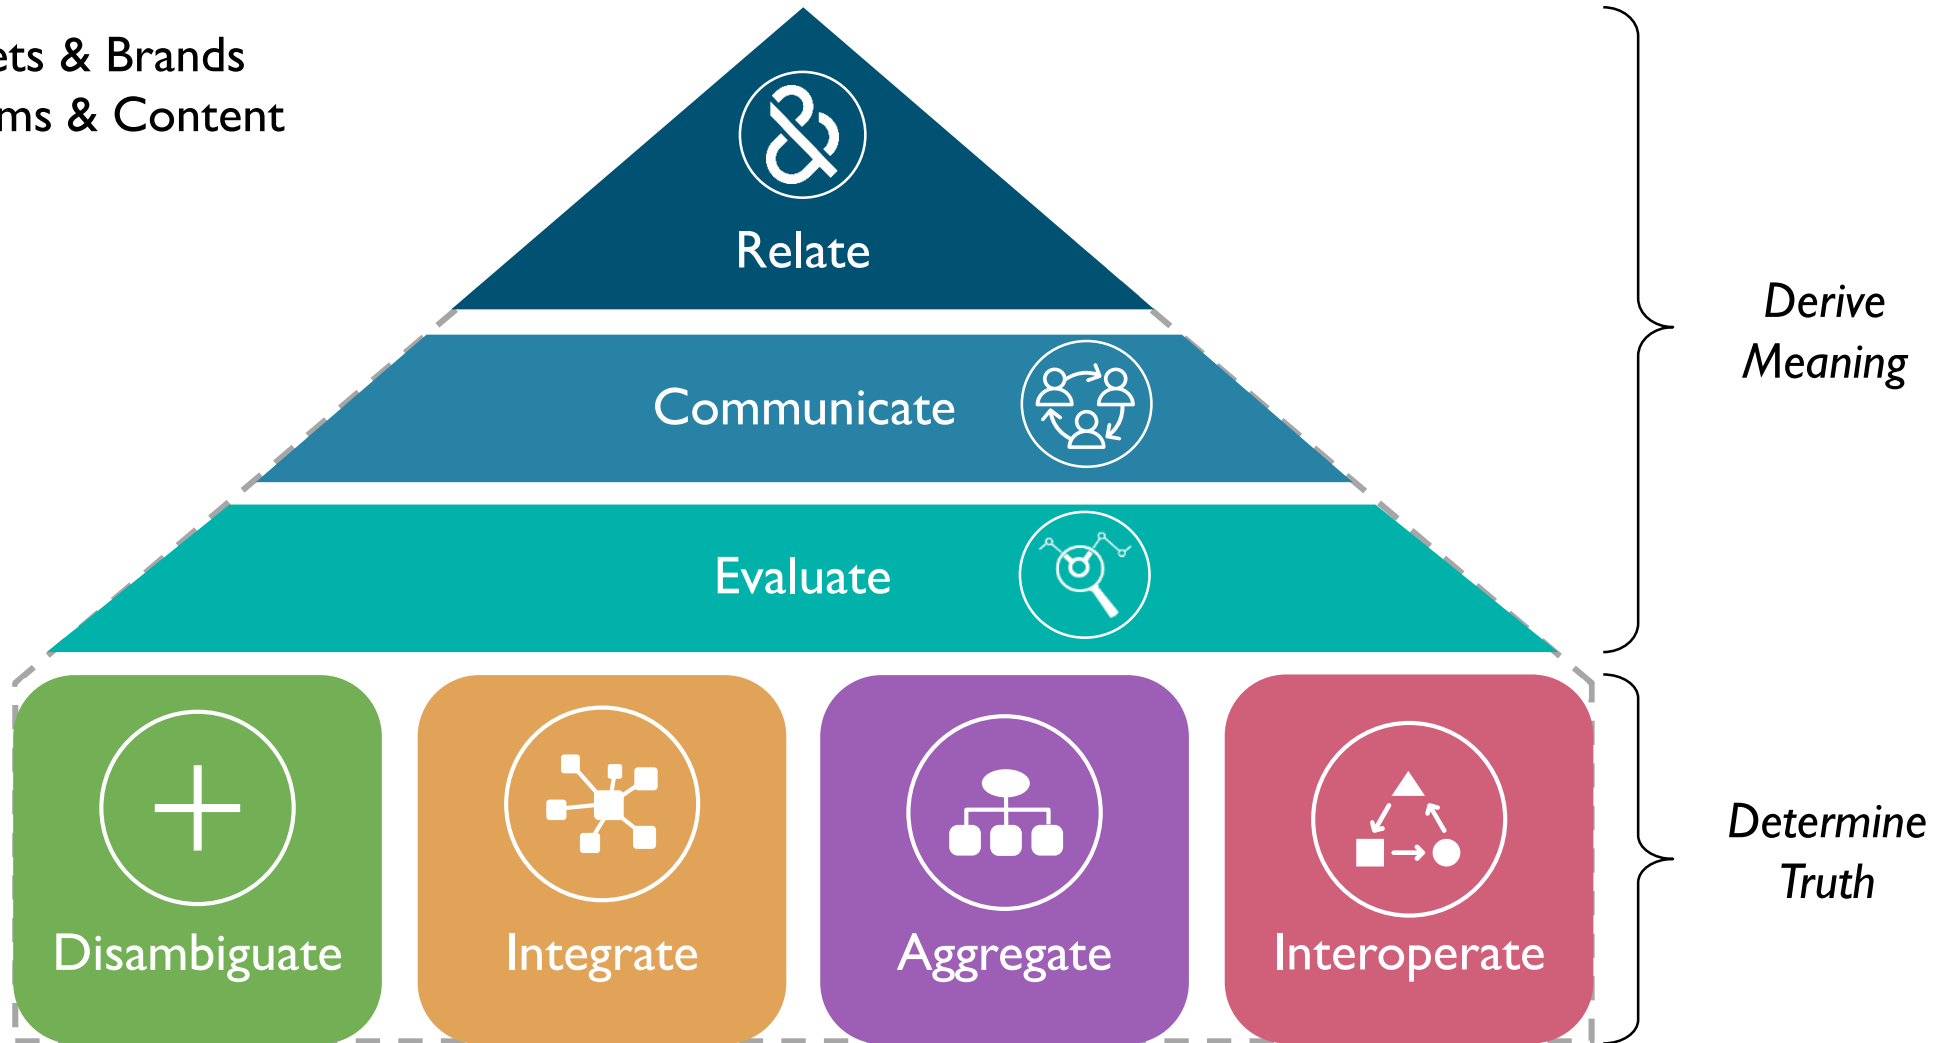 ets & Brands
ms & Content
Relate
Communicate
Evaluate
Derive
Meaning
Disambiguate
Integrate
Aggregate
Interoperate
Determine
Truth